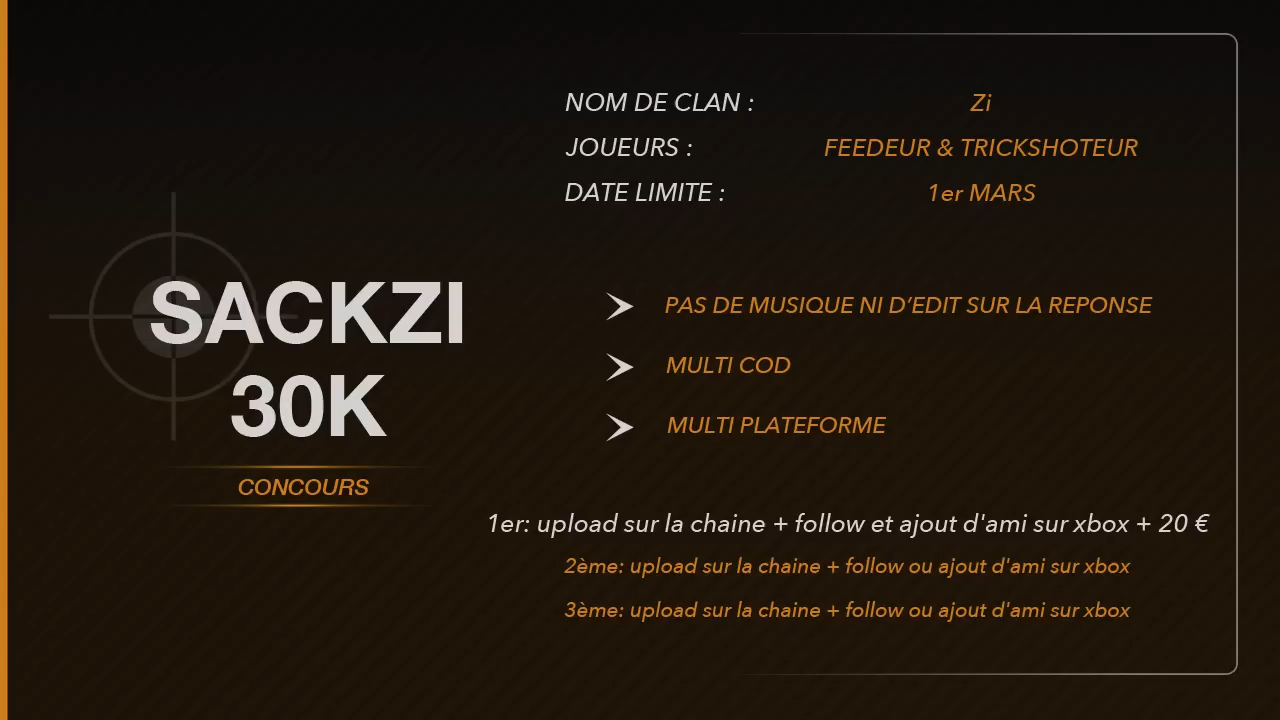 SACKZI
30K
CONCOURS
NOM DE CLAN : Zi
JOUEURS : FEEDEUR & TRICKSHOTEUR
DATE LIMITE : 1er MARS
PAS DE MUSIQUE NI D’EDIT SUR LA REPONSE
MULTI COD
MULTI PLATEFORME
1er: upload sur la chaine + follow et ajout d'ami sur xbox + 20 €
2ème: upload sur la chaine + follow ou ajout d'ami sur xbox
3ème: upload sur la chaine + follow ou ajout d'ami sur xbox